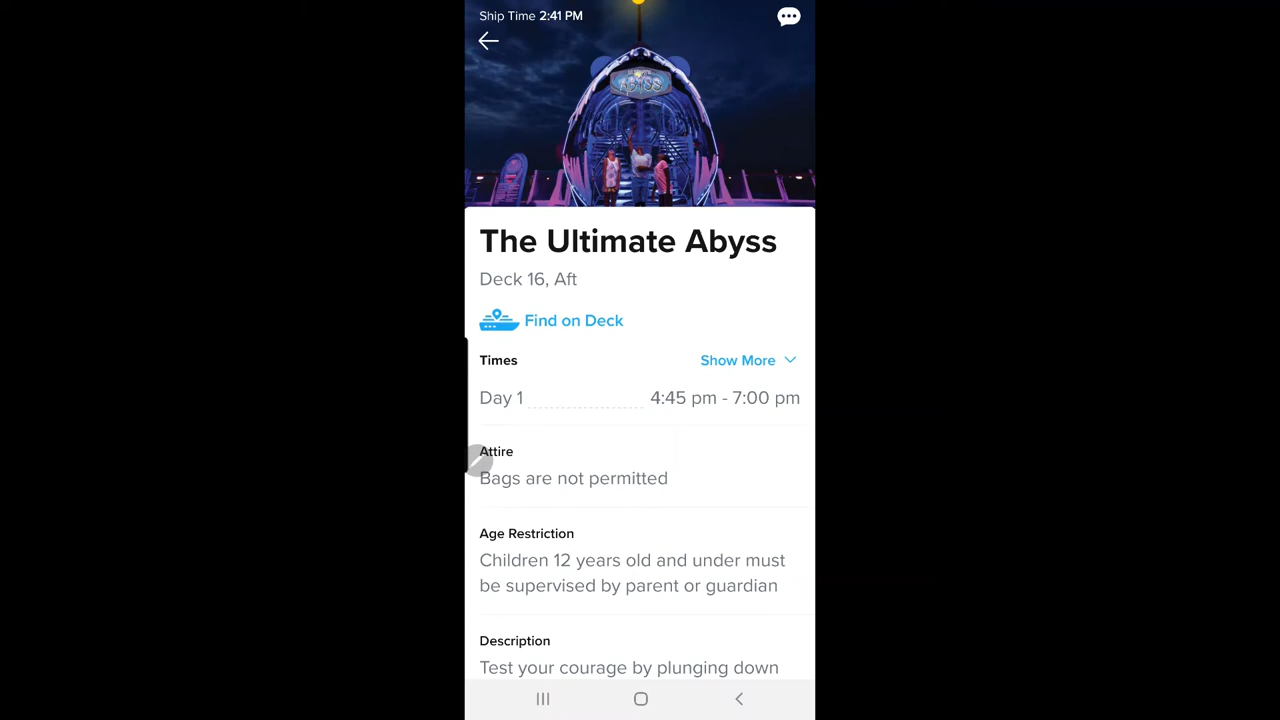 Ship Time 2:41 PM
ABYSS
The Ultimate Abyss
Deck 16, Aft
Find on Deck
Times
Show More
Day 1 4:45 pm - 7:00 pm
Attire
Bags are not permitted
Age Restriction
Children 12 years old and under must
be supervised by parent or guardian
Description
Test your courage by plunging down